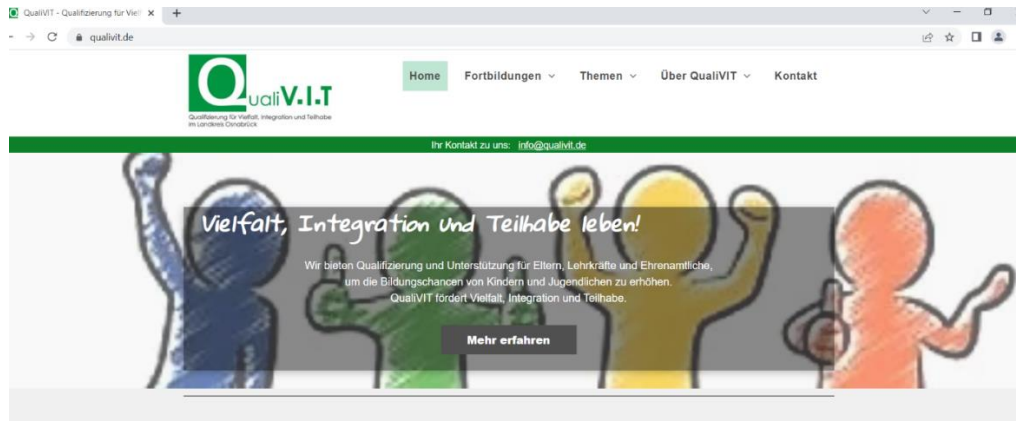 QualiVIT - Qualifizierung für Viel
qualivit.de
QualiV.I.T
Qualifizierung für Vielfalt, Integration und Teilhabe
im Landkreis Osnabrück
Home Fortbildungen Themen Über QualiVIT Kontakt
Ihr Kontakt zu uns: info@qualivit.de
Vielfalt, Integration und Teilhabe leben!
Wir bieten Qualifizierung und Unterstützung für Eltern, Lehrkräfte und Ehrenamtliche,
um die Bildungschancen von Kindern und Jugendlichen zu erhöhen.
QualiVIT fördert Vielfalt, Integration und Teilhabe.
Mehr erfahren